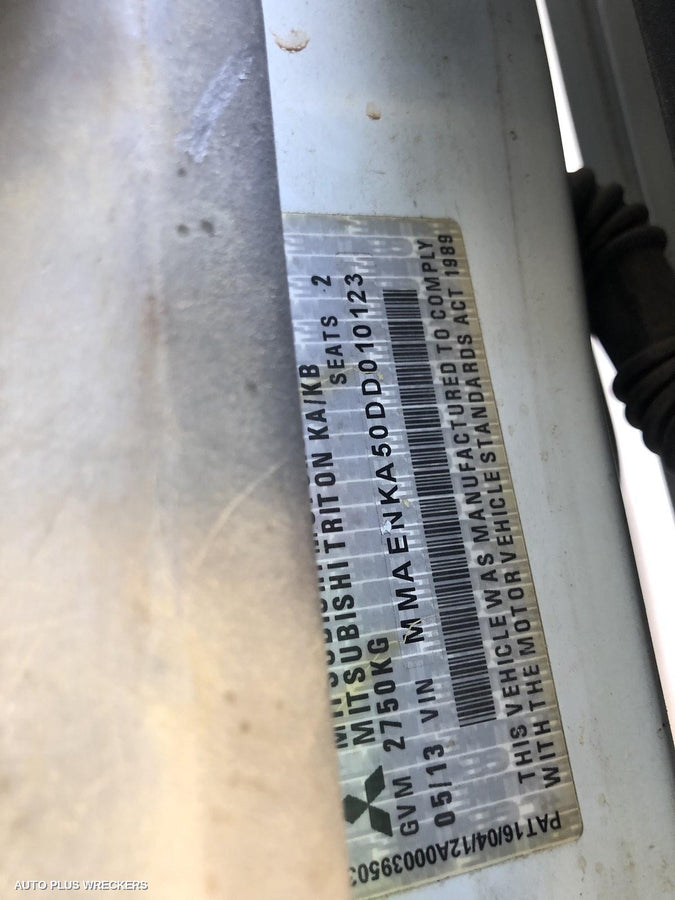 MITSUBISHI TRITON KA/KB
GVM 2750KG SEATS 2
05/13 VIN MMAENKA50DD010123
THIS VEHICLE WAS MANUFACTURED TO COMPLY
WITH THE MOTOR VEHICLE STANDARDS ACT 1989
PAT16/04/12A00039503
AUTO PLUS WRECKERS